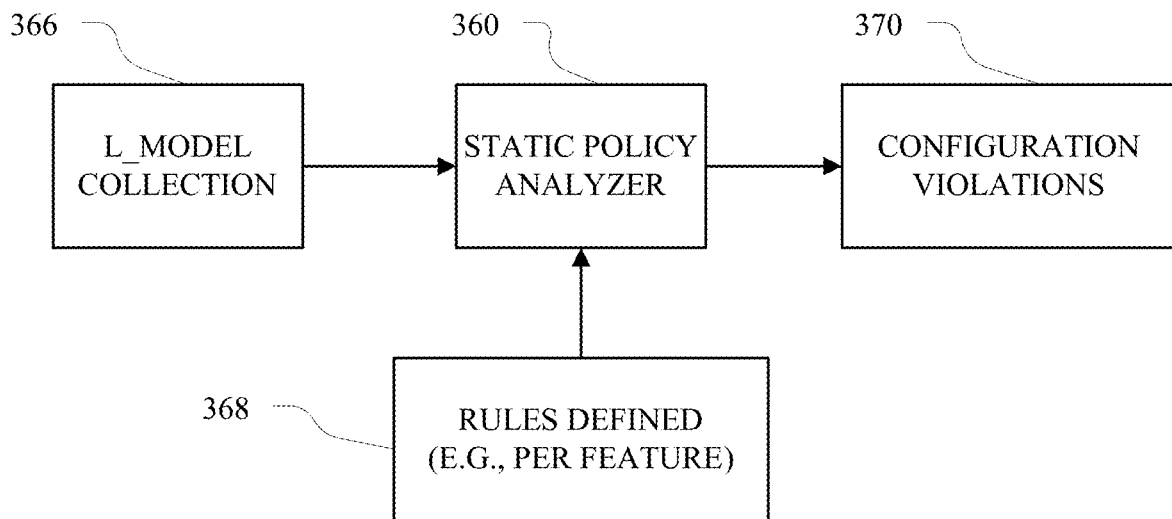 366
360
370
L_MODEL
COLLECTION
STATIC POLICY
ANALYZER
CONFIGURATION
VIOLATIONS
368
RULES DEFINED
(E.G., PER FEATURE)